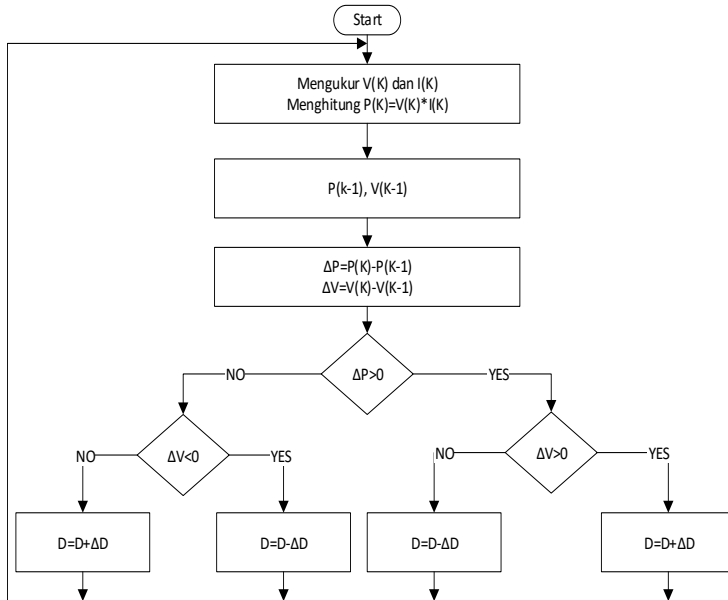 Start
Mengukur V(K) dan I(K)
Menghitung P(K)=V(K)*I(K)
P(k-1), V(K-1)
ΔP=P(K)-P(K-1)
ΔV=V(K)-V(K-1)
NO
ΔP>0
YES
NO
ΔV<0
YES
NO
ΔV>0
YES
D=D+ΔD
D=D-ΔD
D=D-ΔD
D=D+ΔD